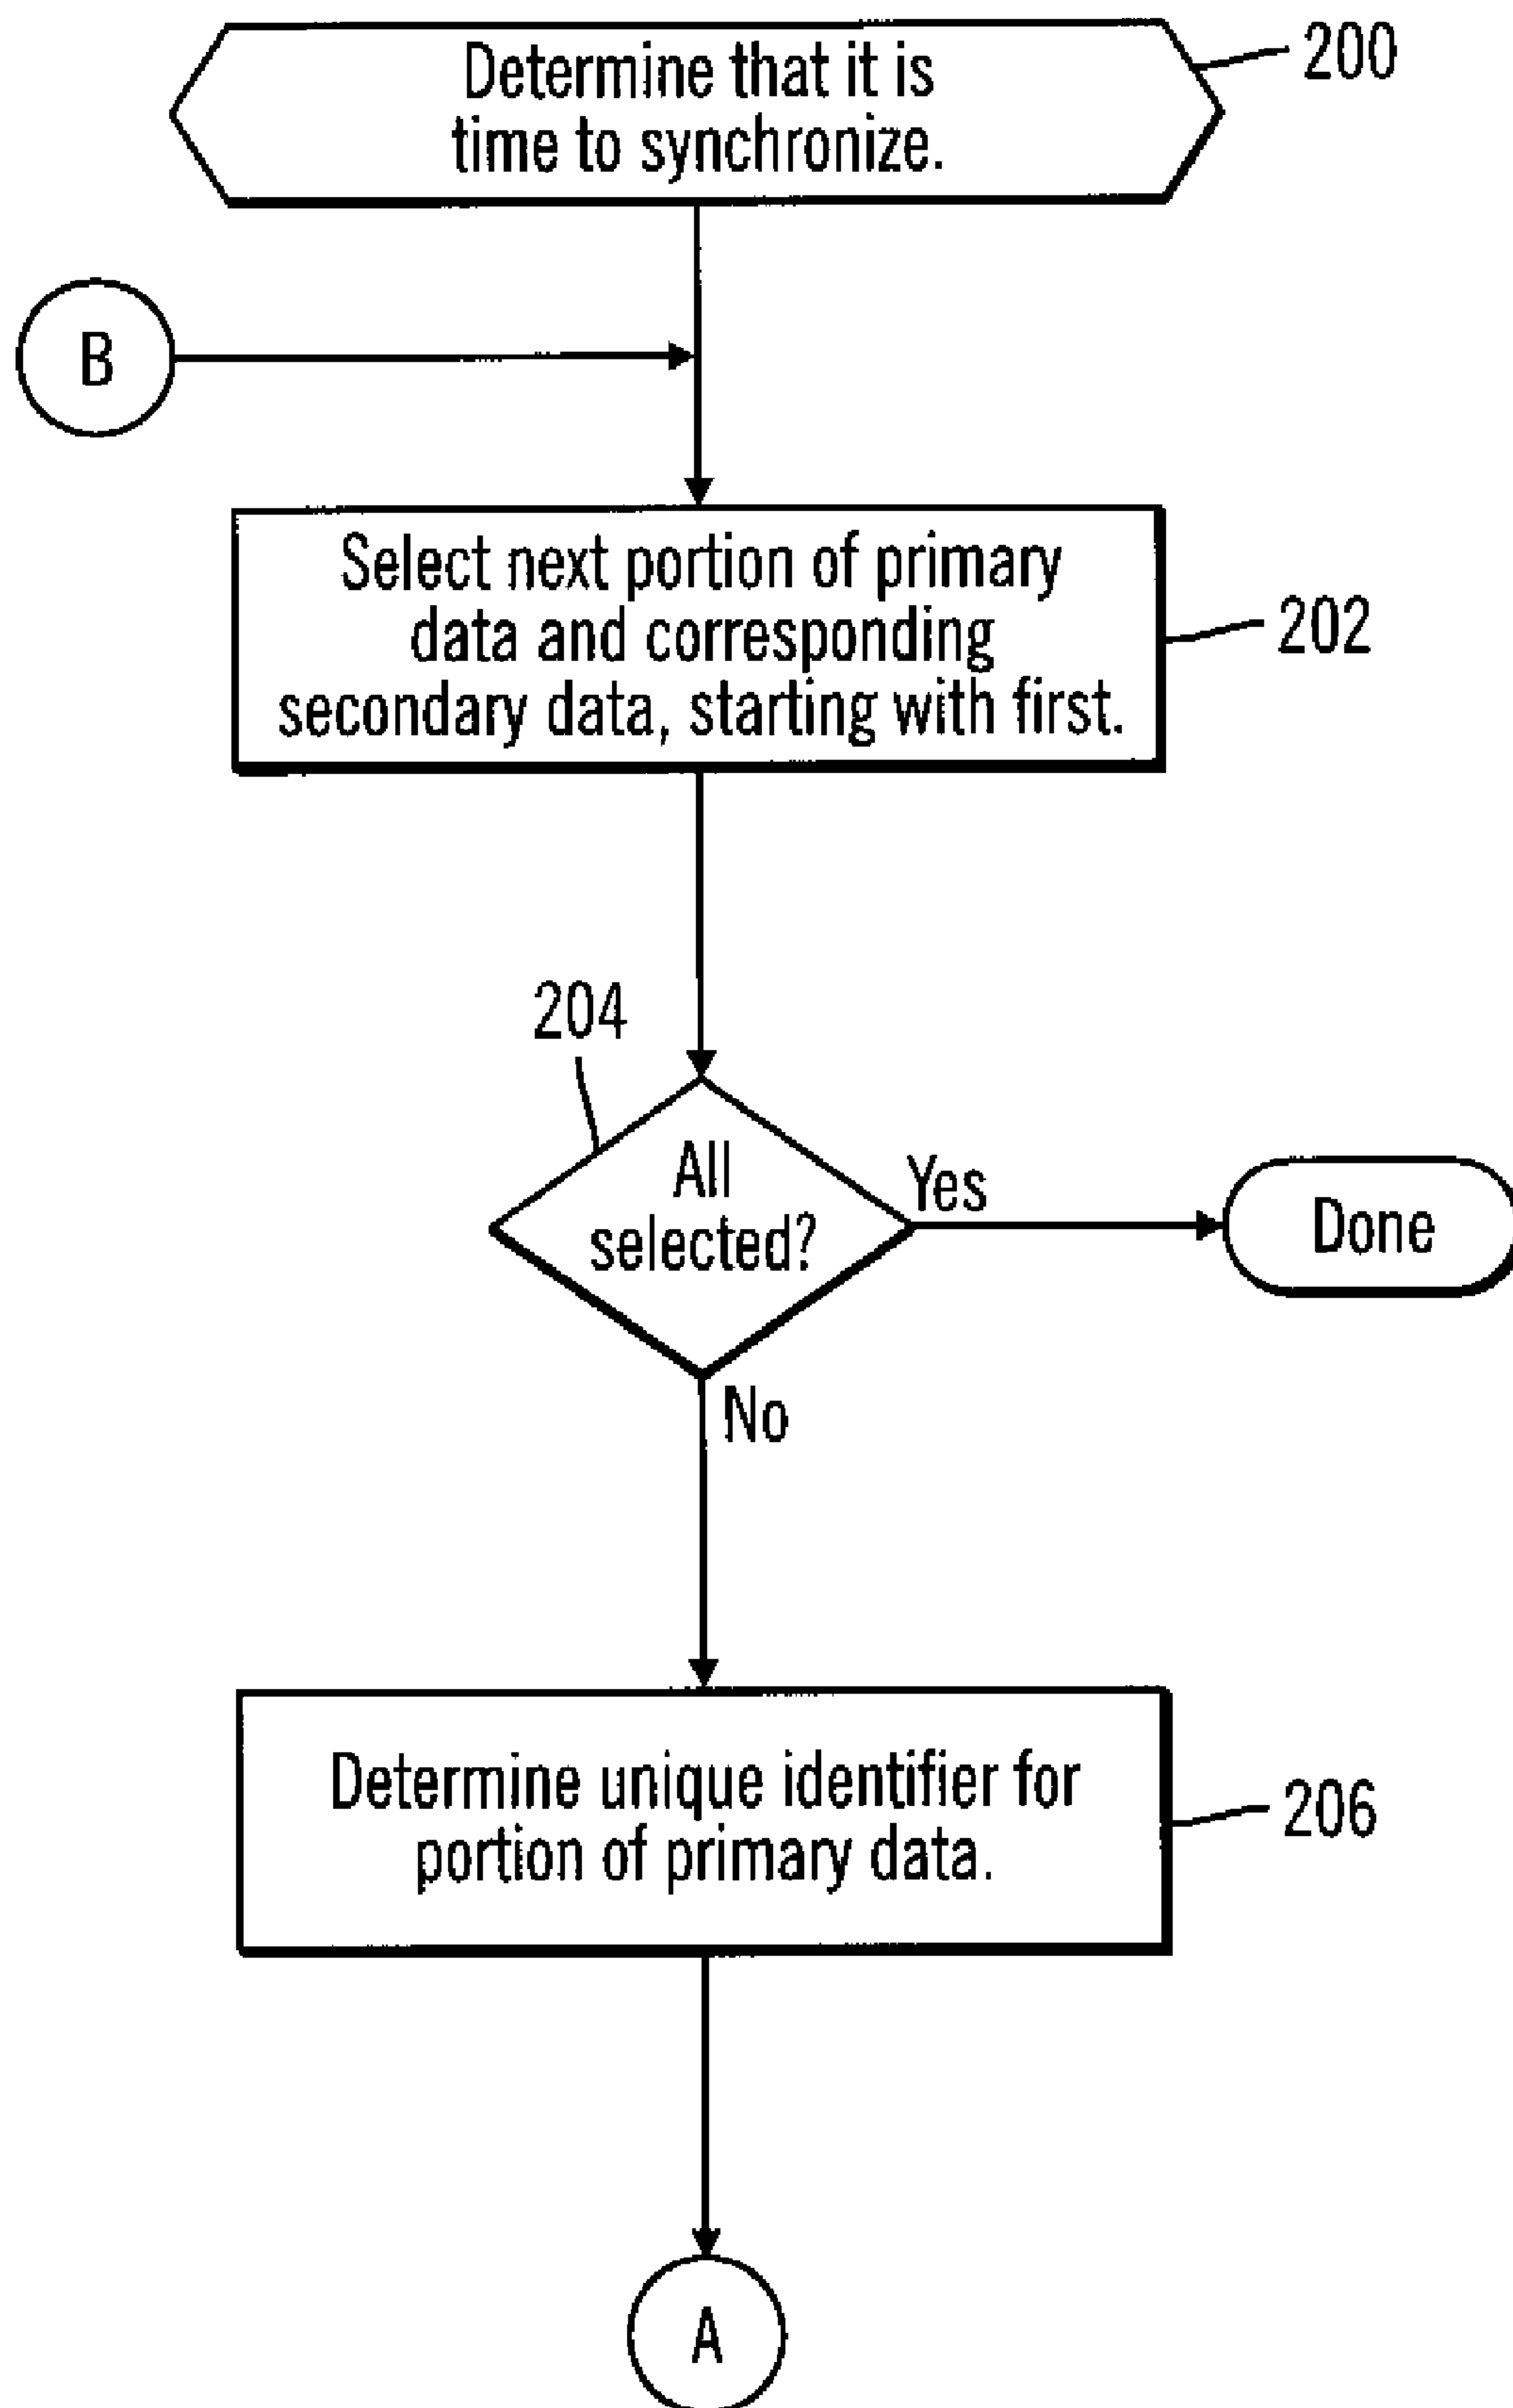 Determine that it is
time to synchronize.
200
B
Select next portion of primary
data and corresponding
secondary data, starting with first.
202
204
All
selected?
Yes
Done
No
Determine unique identifier for
portion of primary data.
206
A